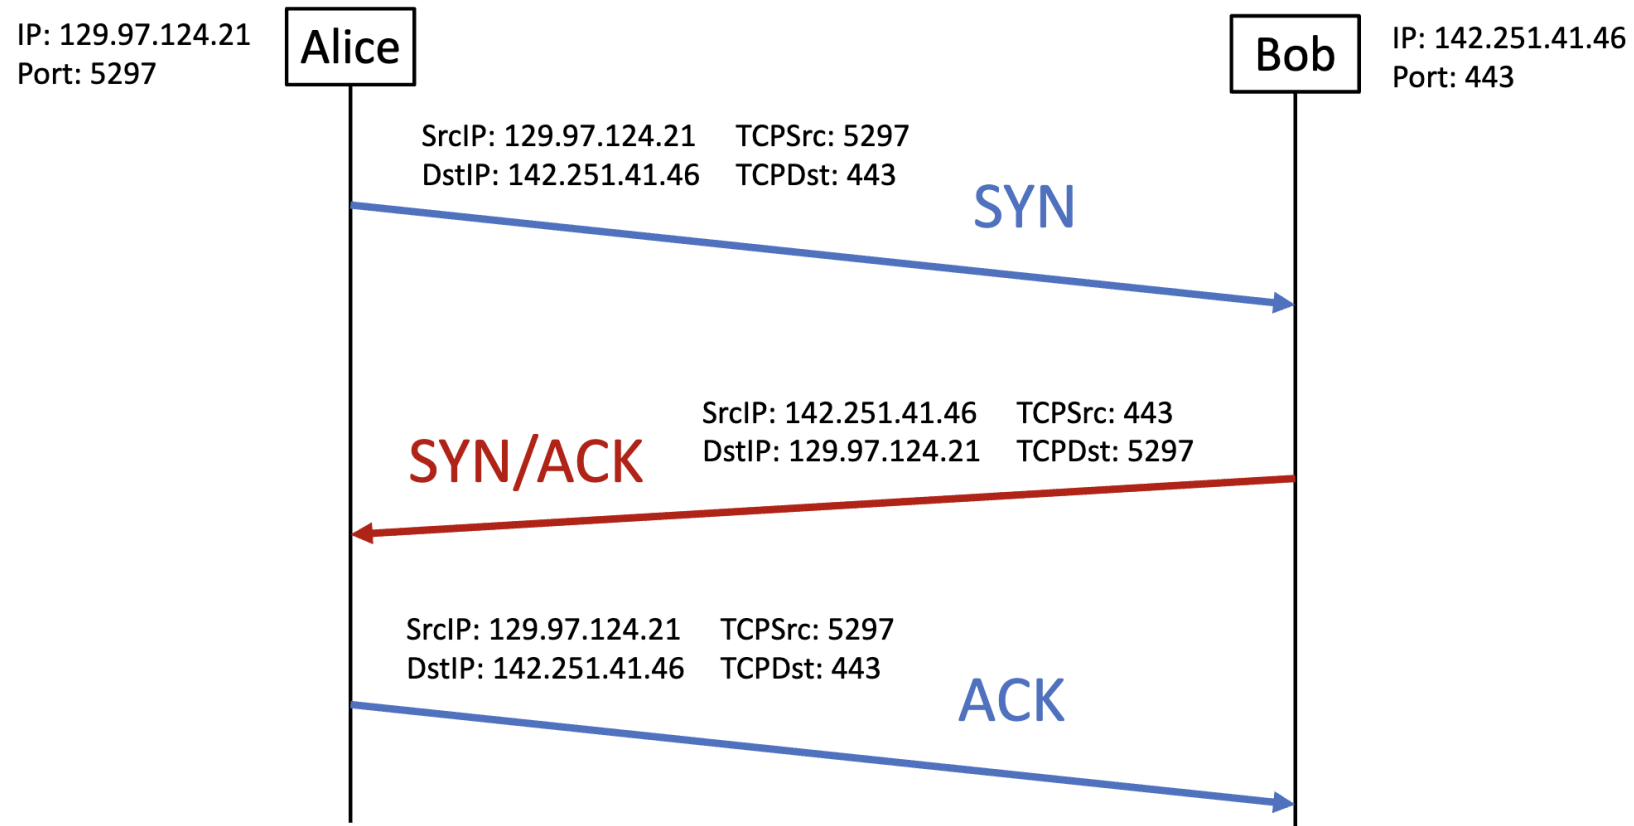 IP: 129.97.124.21
Port: 5297
Alice
Bob
IP: 142.251.41.46
Port: 443
SrcIP: 129.97.124.21 TCPSrc: 5297
DstIP: 142.251.41.46 TCPDst: 443
SYN
SrcIP: 142.251.41.46 TCPSrc: 443
DstIP: 129.97.124.21 TCPDst: 5297
SYN/ACK
SrcIP: 129.97.124.21 TCPSrc: 5297
DstIP: 142.251.41.46 TCPDst: 443
ACK